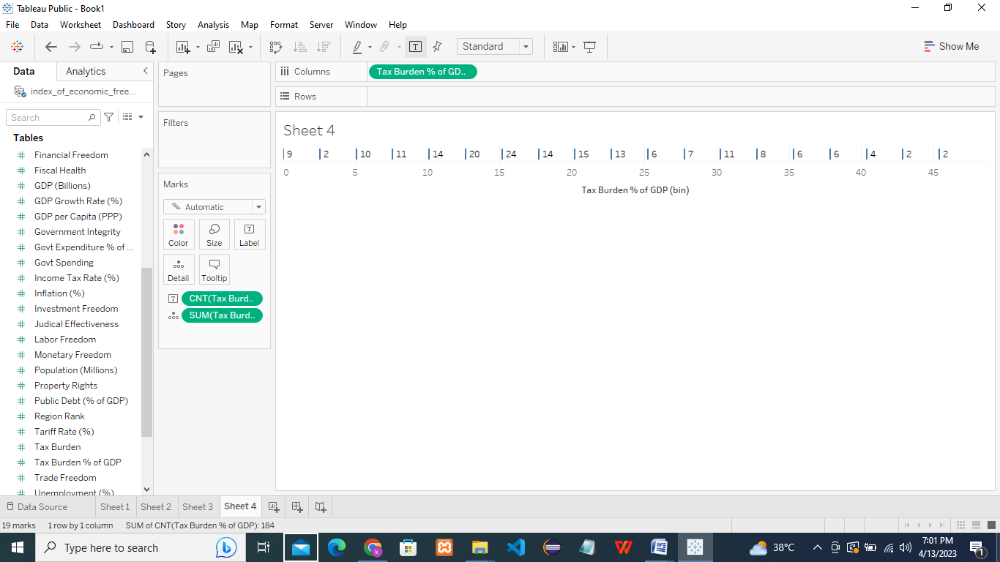 Tableau Public - Book1
File Data Worksheet Dashboard Story Analysis Map Format Server Window Help
Standard
Show Me
Data Analytics
Pages
Columns
Tax Burden % of GD..
index_of_economic_free...
Rows
Search
Filters
Tables
Sheet 4
Financial Freedom
Fiscal Health
GDP (Billions)
GDP Growth Rate (%)
GDP per Capita (PPP)
Government Integrity
Govt Expenditure % of ...
Govt Spending
Income Tax Rate (%)
Inflation (%)
Investment Freedom
Judical Effectiveness
Labor Freedom
Monetary Freedom
Population (Millions)
Property Rights
Public Debt (% of GDP)
Region Rank
Tariff Rate (%)
Tax Burden
Tax Burden % of GDP
Trade Freedom
Unemployment (%)
Marks
Automatic
Color Size Label
Detail Tooltip
CNT(Tax Burd..
SUM(Tax Burd..
9 2 10 11 14 20 24 14 15 13 6 7 11 8 6 6 4 2 2
0 5 10 15 20 25 30 35 40 45
Tax Burden % of GDP (bin)
Data Source Sheet 1 Sheet 2 Sheet 3 Sheet 4
19 marks 1 row by 1 column SUM of CNT(Tax Burden % of GDP): 184
Type here to search
38°C
7:01 PM
4/13/2023
1